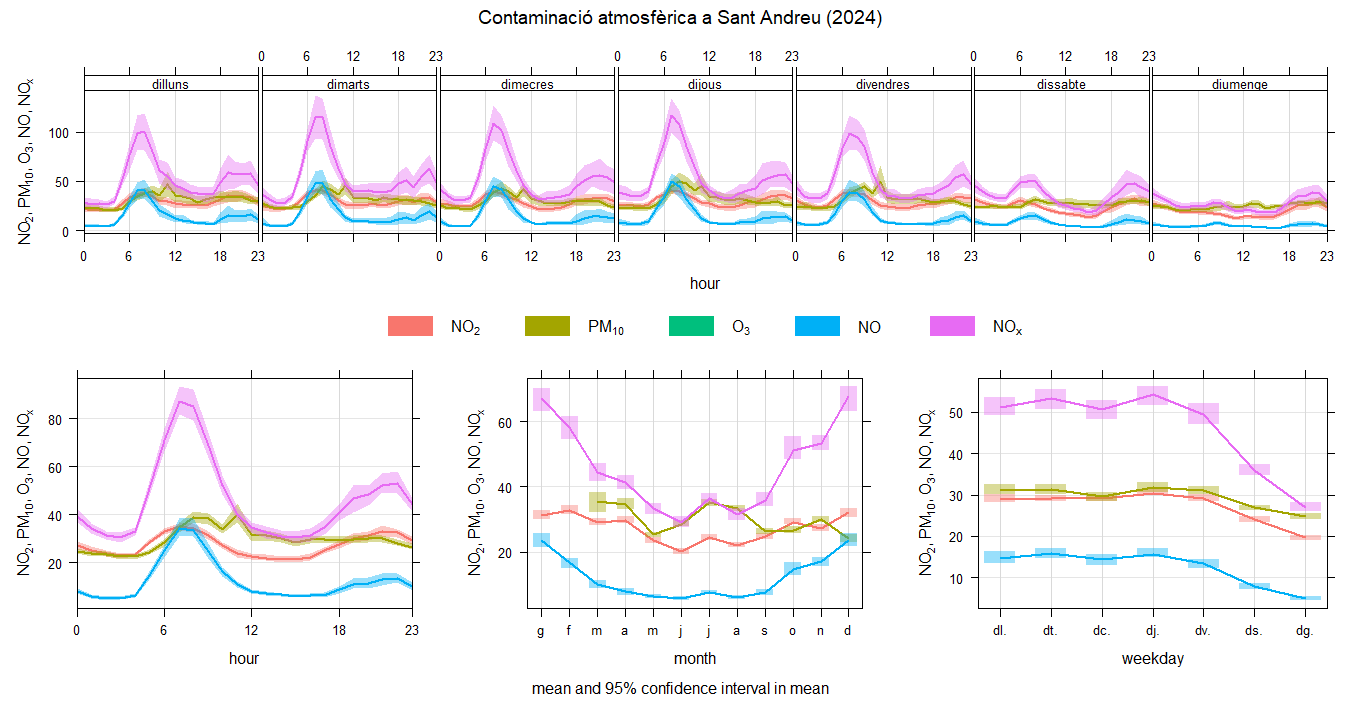 Contaminació atmosfèrica a Sant Andreu (2024)
0 6 12 18 23 0 6 12 18 23 0 6 12 18 23
dilluns dimarts dimecres dijous divendres dissabte diumenge
NO2, PM10, O3, NO, NOx
100
50
0
0 6 12 18 23 0 6 12 18 23 0 6 12 18 23 0 6 12 18 23
hour
NO2 PM10 O3 NO NOx
NO2, PM10, O3, NO, NOx
80
60
40
20
0 6 12 18 23
hour
NO2, PM10, O3, NO, NOx
60
40
20
g f m a m j j a s o n d
month
NO2, PM10, O3, NO, NOx
50
40
30
20
10
dl. dt. dc. dj. dv. ds. dg.
weekday
mean and 95% confidence interval in mean